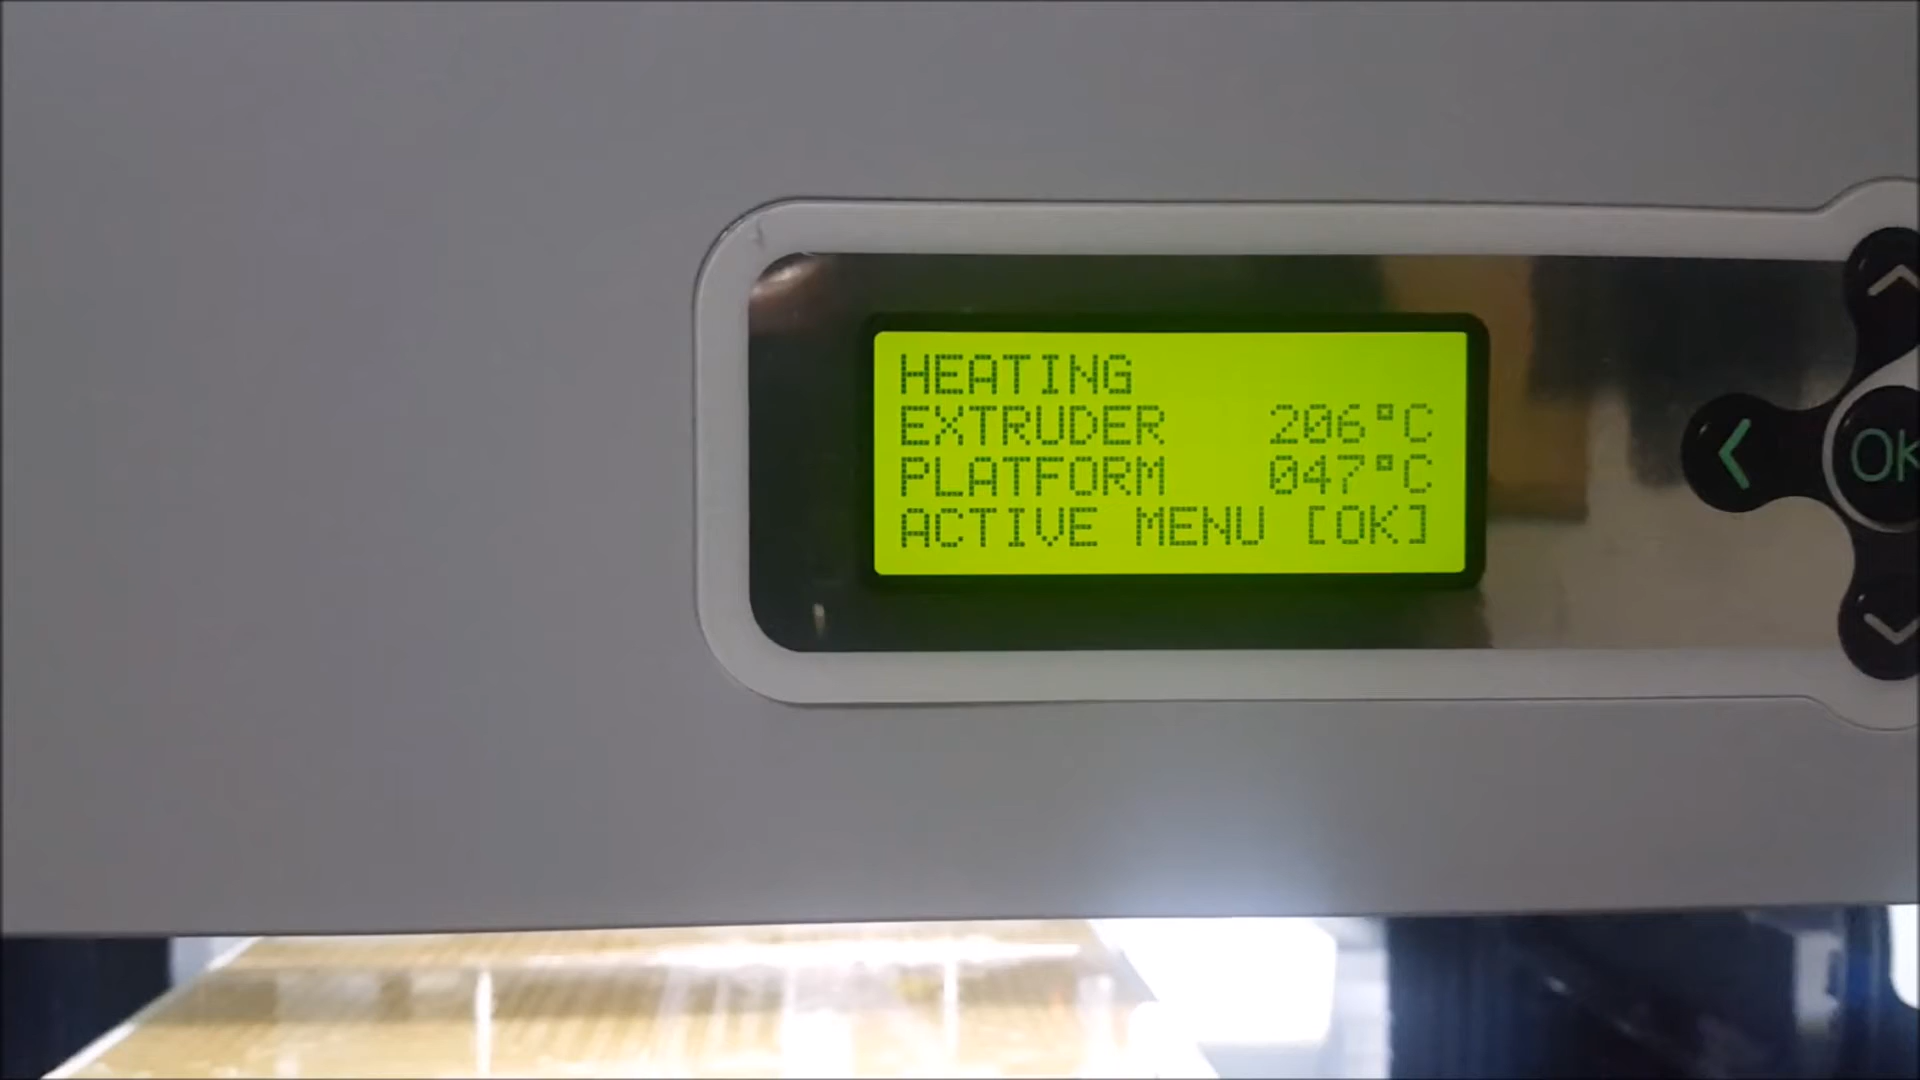 HEATING
EXTRUDER 206°C
PLATFORM 047°C
ACTIVE MENU [OK]
OK